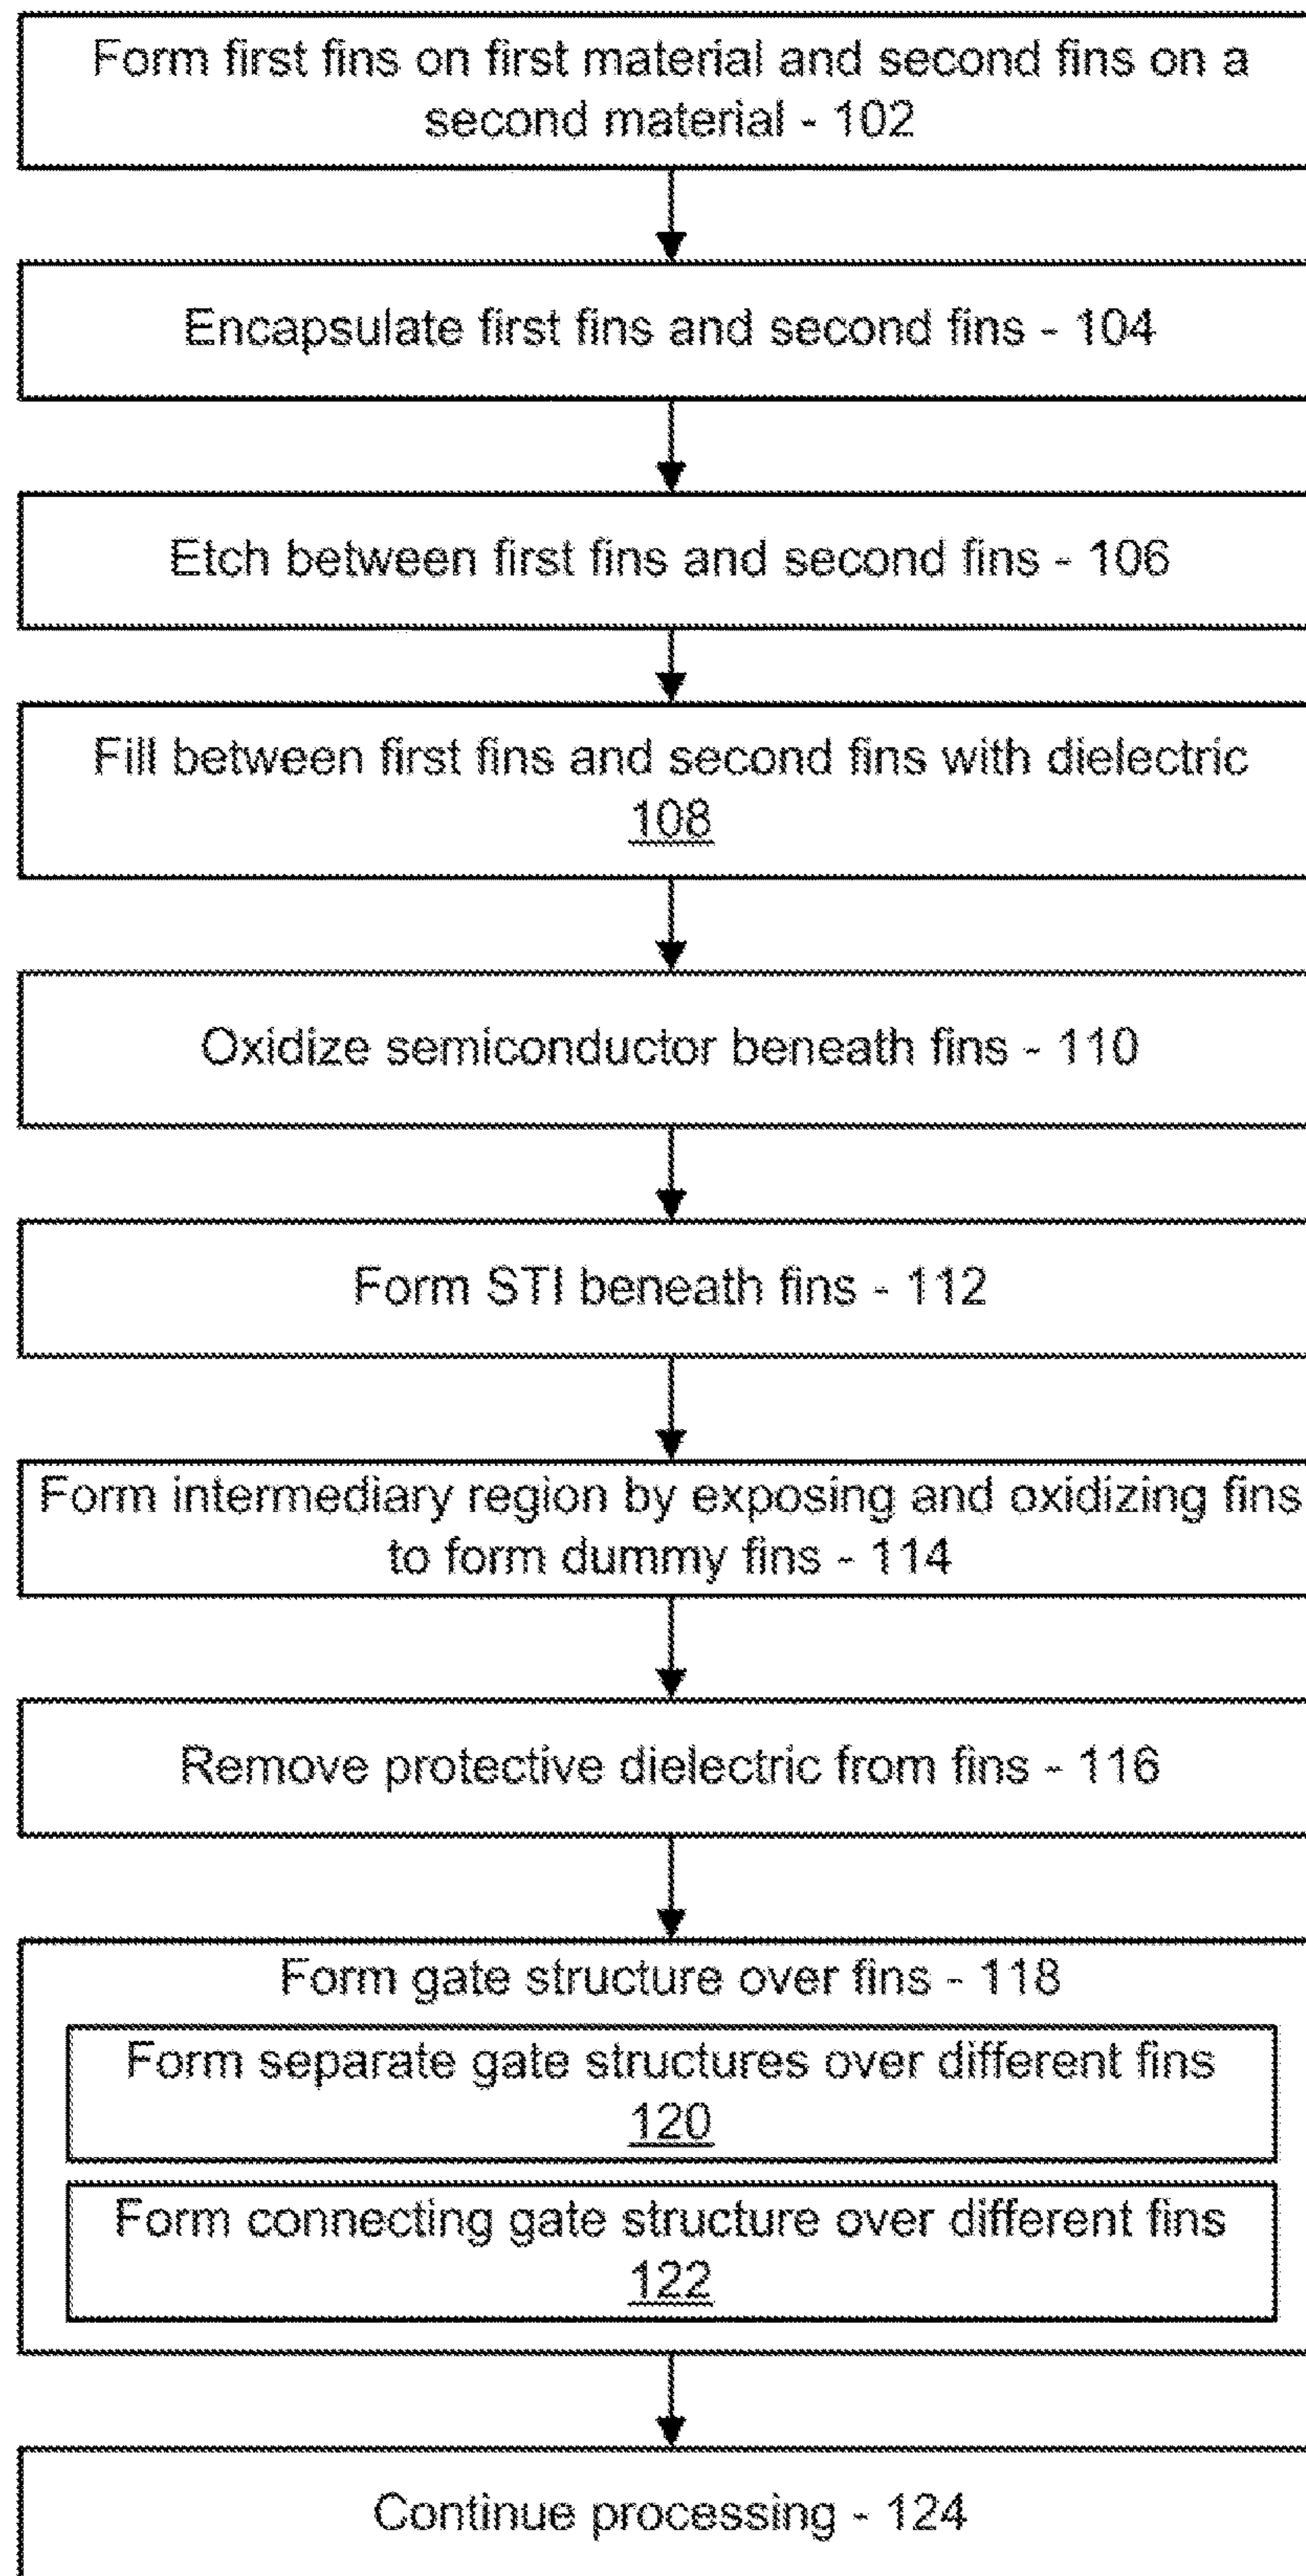 Form first fins on first material and second fins on a
second material - 102
Encapsulate first fins and second fins - 104
Etch between first fins and second fins - 106
Fill between first fins and second fins with dielectric
108
Oxidize semiconductor beneath fins - 110
Form STI beneath fins - 112
Form intermediary region by exposing and oxidizing fins
to form dummy fins - 114
Remove protective dielectric from fins - 116
Form gate structure over fins - 118
Form separate gate structures over different fins
120
Form connecting gate structure over different fins
122
Continue processing - 124